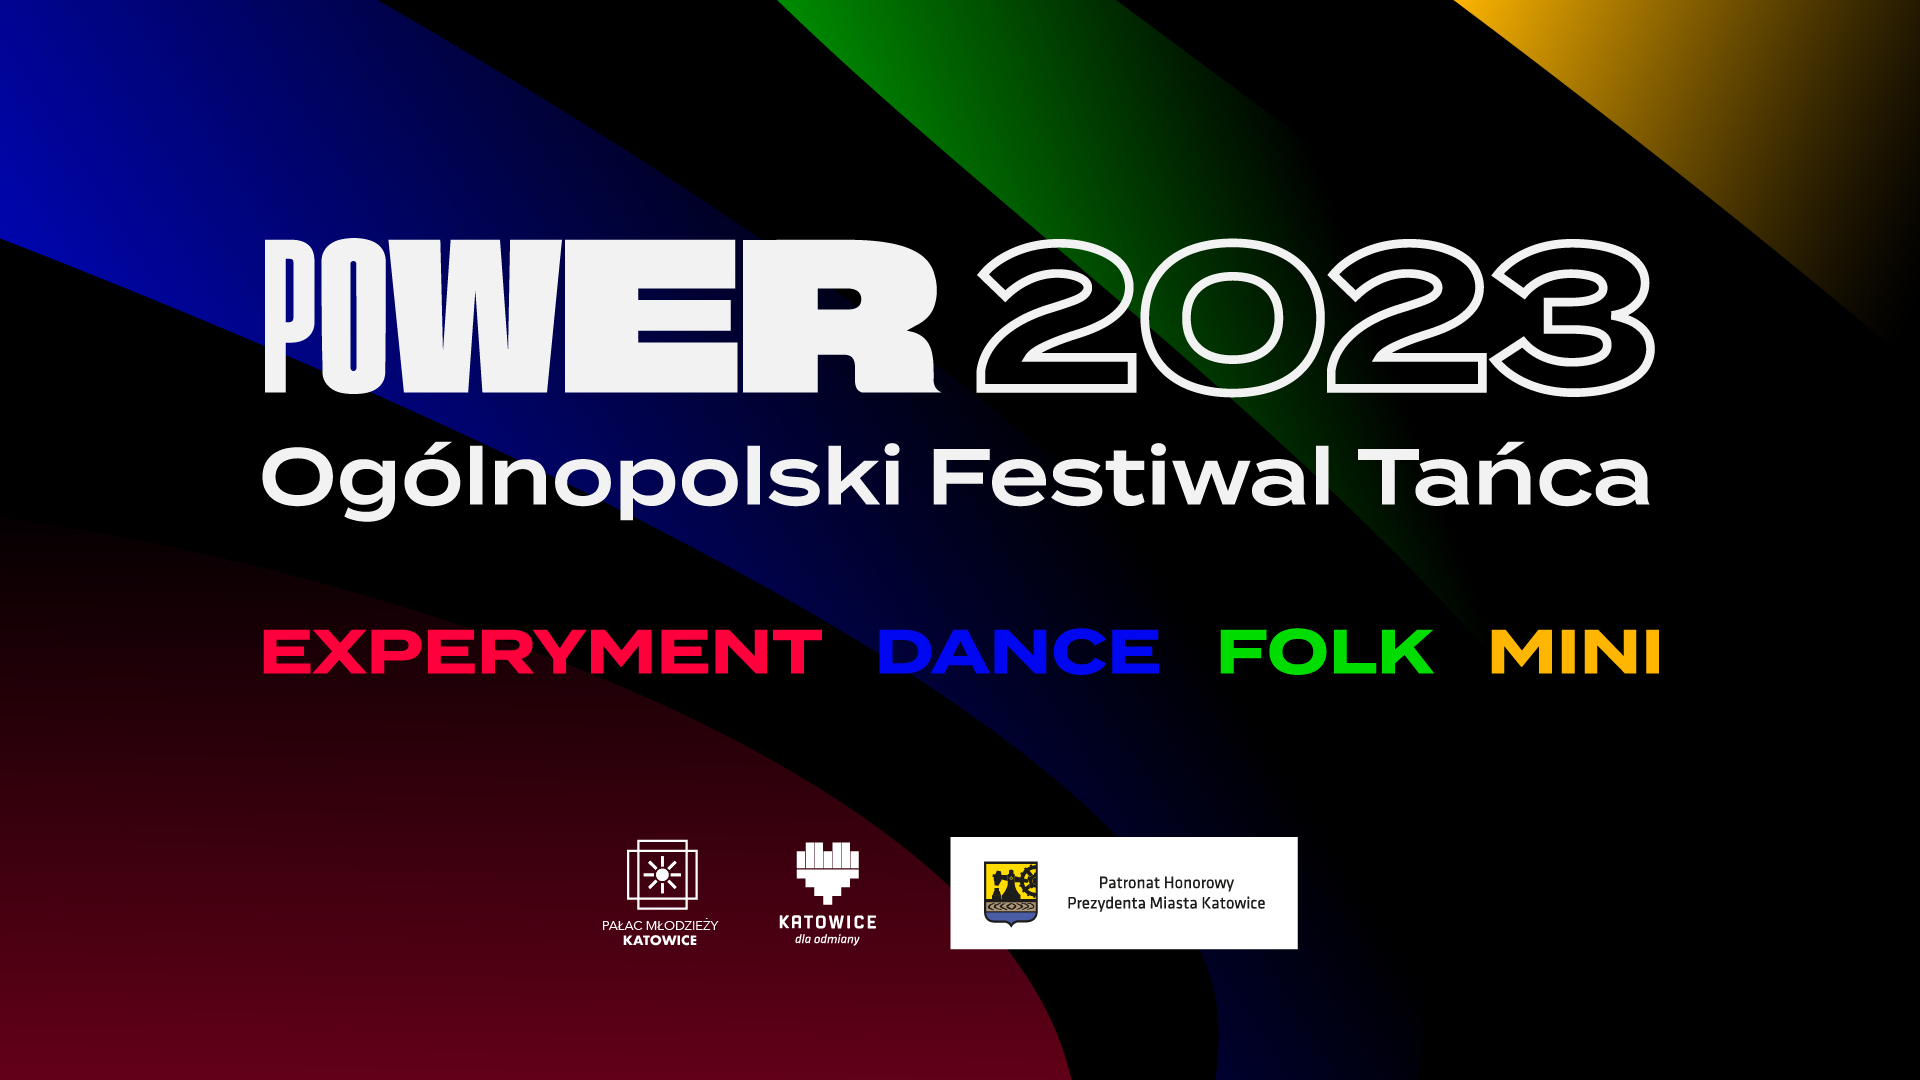 POWER 2023
Ogólnopolski Festiwal Tańca
EXPERYMENT DANCE FOLK MINI
PAŁAC MŁODZIEŻY
KATOWICE
KATOWICE
dla odmiany
Patronat Honorowy
Prezydenta Miasta Katowice